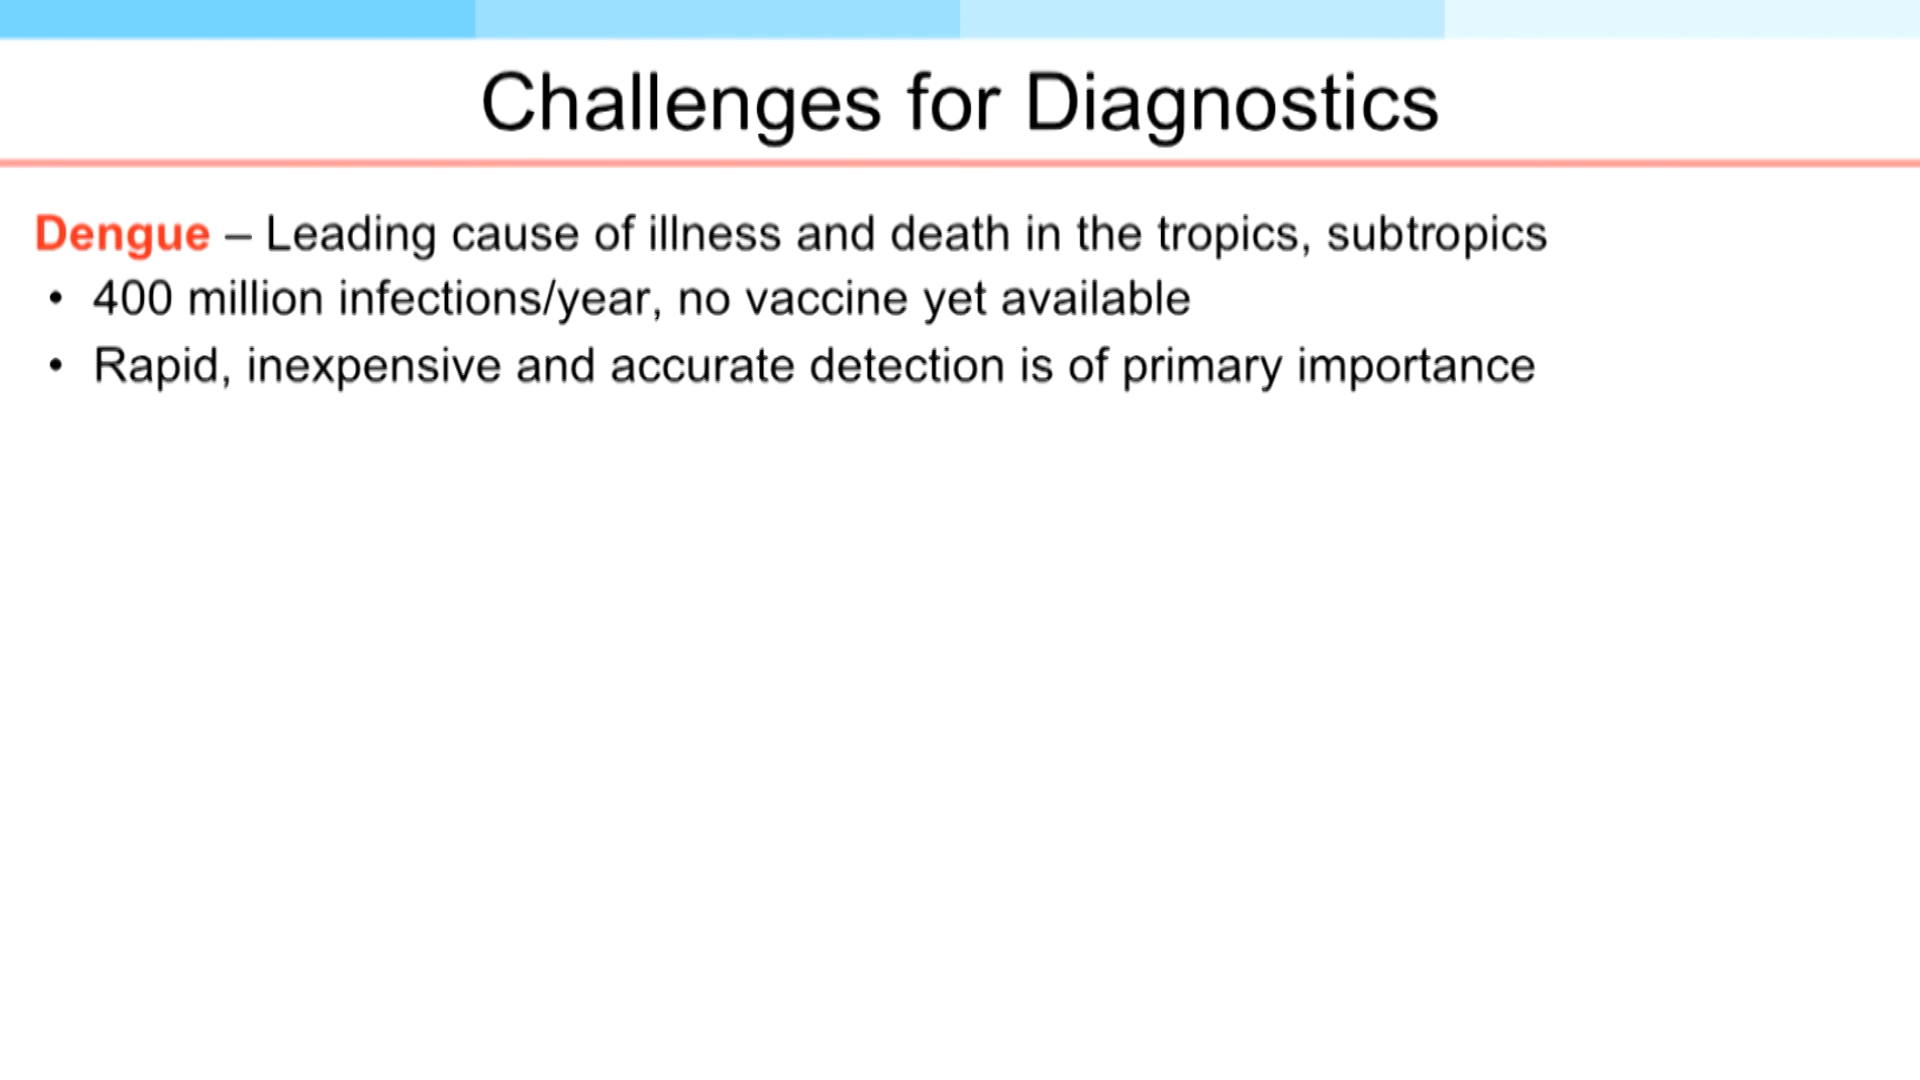 Challenges for Diagnostics
Dengue – Leading cause of illness and death in the tropics, subtropics
• 400 million infections/year, no vaccine yet available
• Rapid, inexpensive and accurate detection is of primary importance